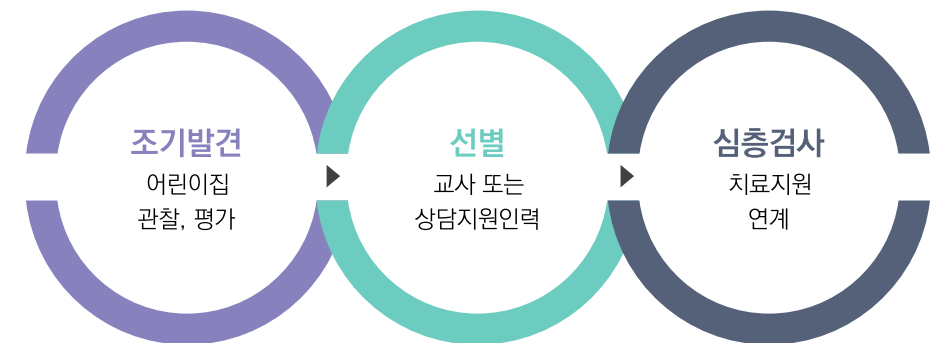 조기발견
어린이집
관찰, 평가
선별
교사 또는
상담지원인력
심층검사
치료지원
연계